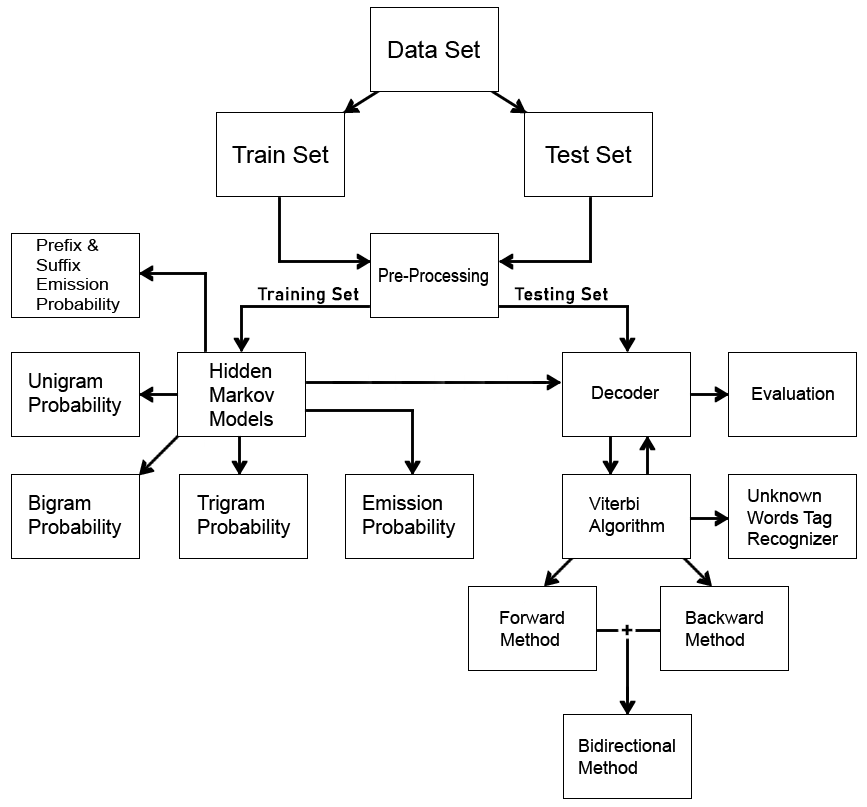 Data Set
Train Set
Test Set
Prefix &
Suffix
Emission
Probability
Pre-Processing
Training Set
Testing Set
Unigram
Probability
Hidden
Markov
Models
Decoder
Evaluation
Bigram
Probability
Trigram
Probability
Emission
Probability
Viterbi
Algorithm
Unknown
Words Tag
Recognizer
Forward
Method
+
Backward
Method
Bidirectional
Method